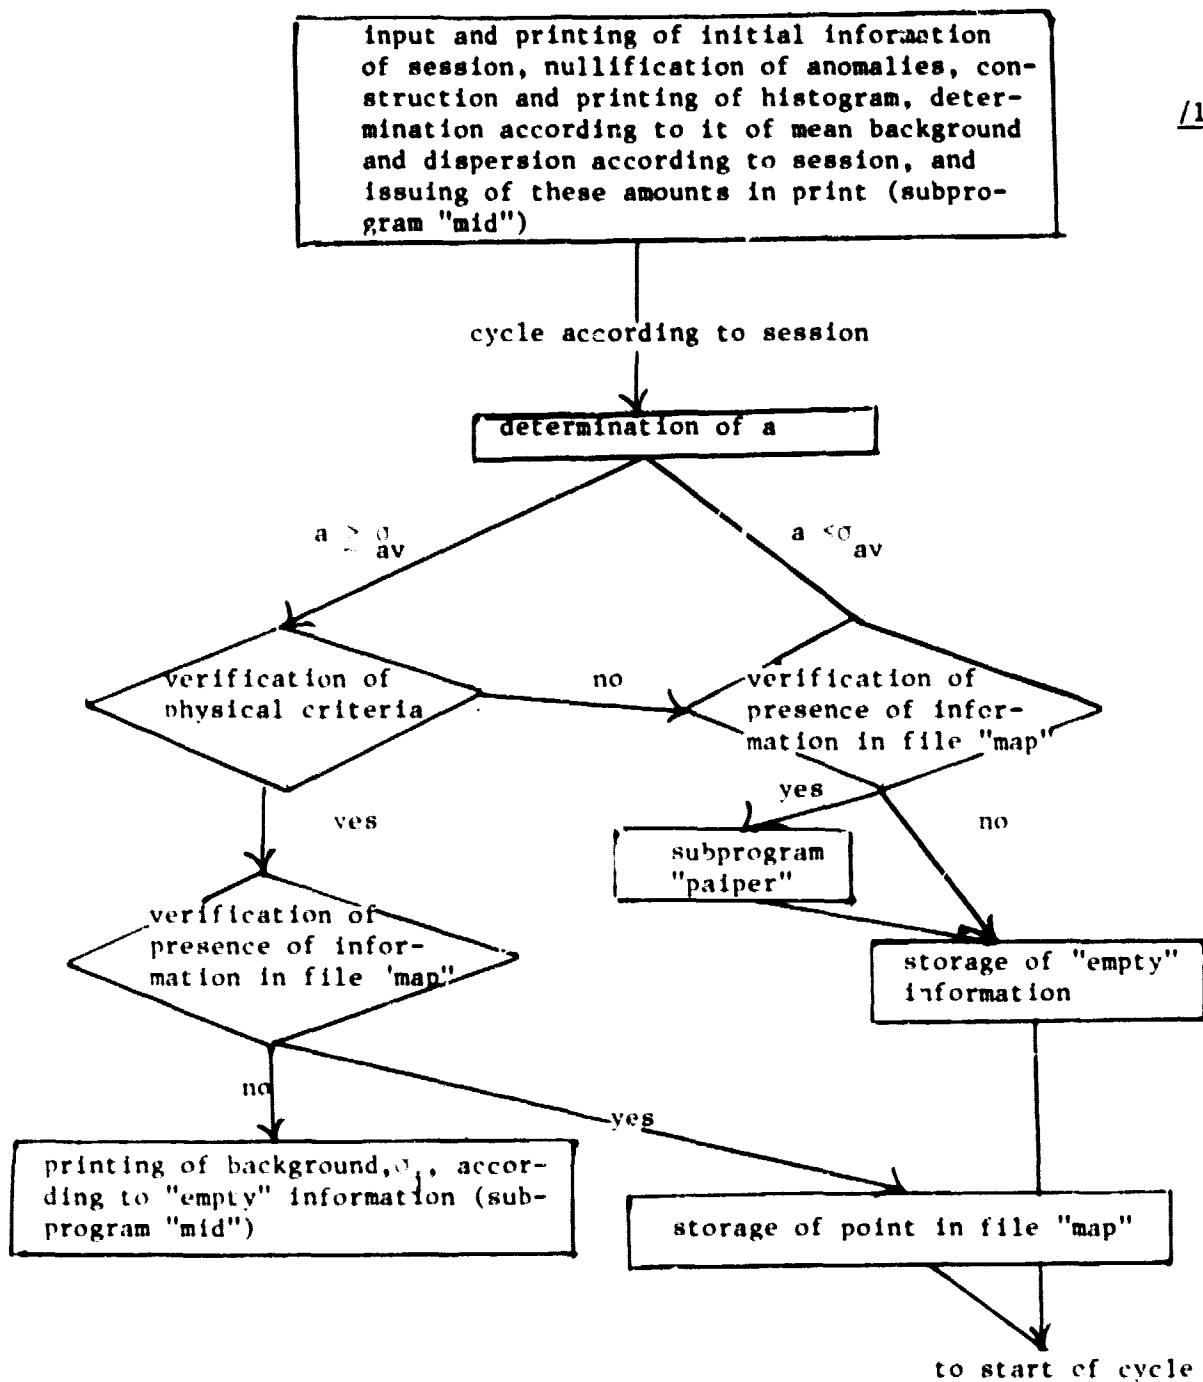 input and printing of initial information
of session, nullification of anomalies, con-
struction and printing of histogram, deter-
mination according to it of mean background
and dispersion according to session, and
issuing of these amounts in print (subpro-
gram "mid")
/1
cycle according to session
determination of a
a ≥ σ av
a < σ av
verification of
physical criteria
no
verification of
presence of infor-
mation in file "map"
yes
no
yes
subprogram
"paiper"
verification of
presence of infor-
mation in file 'map"
storage of "empty"
information
no
yes
printing of background, σ , accor-
ding to "empty" information (sub-
program "mid")
storage of point in file "map"
to start of cycle